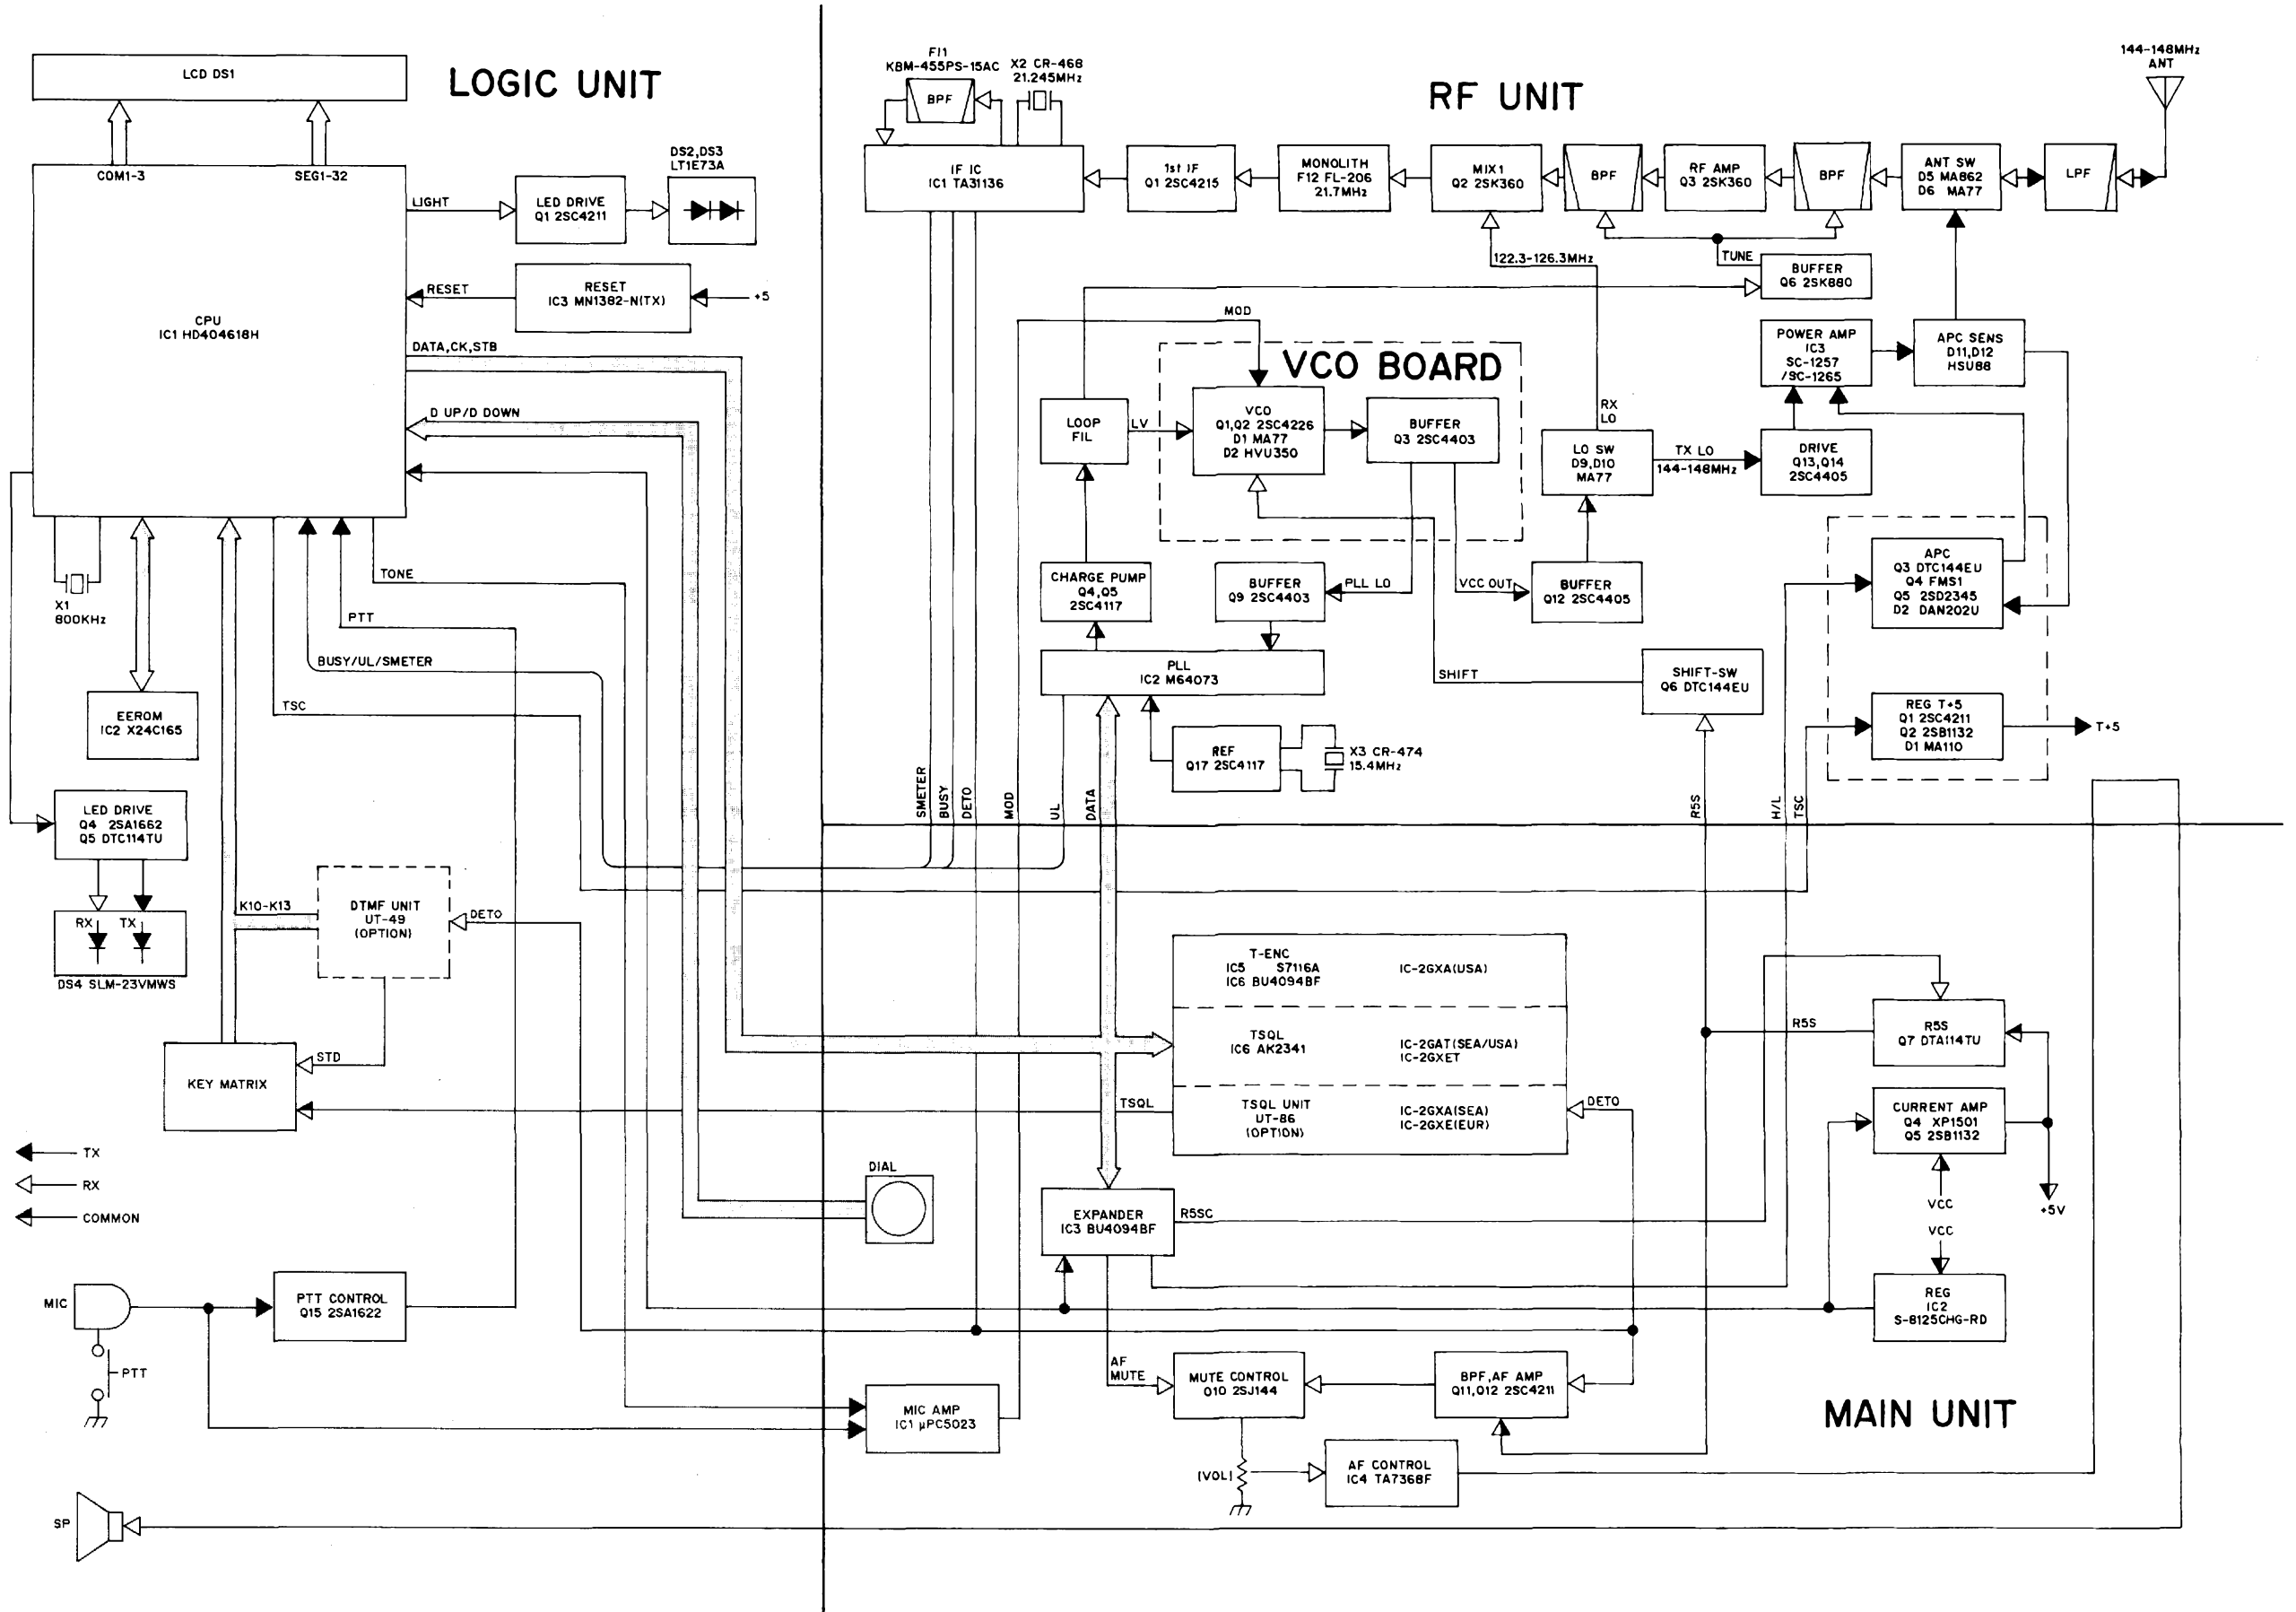 LOGIC UNIT
LCD DS1
COM1-3
SEG1-32
CPU
IC1 HD404618H
LIGHT
LED DRIVE
Q1 2SC4211
DS2,DS3
LT1E73A
RESET
RESET
IC3 MN1382-N(TX)
+5
DATA,CK,STB
D UP/D DOWN
X1
800KHz
TONE
PTT
BUSY/UL/SMETER
TSC
EEROM
IC2 X24C165
LED DRIVE
Q4 2SA1662
Q5 DTC114TU
RX
TX
DS4 SLM-23VMWS
K10-K13
DTMF UNIT
UT-49
(OPTION)
DETO
STD
KEY MATRIX
TX
RX
COMMON
MIC
PTT
PTT CONTROL
Q15 2SA1622
SP
RF UNIT
FI1
KBM-455PS-15AC
BPF
X2 CR-468
21.245MHz
IF IC
IC1 TA31136
1st IF
Q1 2SC4215
MONOLITH
F12 FL-206
21.7MHz
MIX1
Q2 2SK360
BPF
RF AMP
Q3 2SK360
BPF
ANT SW
D5 MA862
D6 MA77
LPF
144-148MHz
ANT
122.3-126.3MHz
TUNE
BUFFER
Q6 2SK880
MOD
VCO BOARD
LOOP
FIL
LV
VCO
Q1,Q2 2SC4226
D1 MA77
D2 HVU350
BUFFER
Q3 2SC4403
RX
LO
LO SW
D9,D10
MA77
TX LO
144-148MHz
POWER AMP
IC3
SC-1257
/SC-1265
APC SENS
D11,D12
HSU88
DRIVE
Q13,Q14
2SC4405
CHARGE PUMP
Q4,Q5
2SC4117
BUFFER
Q9 2SC4403
PLL LO
VCC OUT
BUFFER
Q12 2SC4405
APC
Q3 DTC144EU
Q4 FMS1
Q5 2SD2345
D2 DAN202U
PLL
IC2 M64073
SHIFT
SHIFT-SW
Q6 DTC144EU
REF
Q17 2SC4117
X3 CR-474
15.4MHz
REG T+5
Q1 2SC4211
Q2 2SB1132
D1 MA110
T+5
SMETER
BUSY
DETO
MOD
UL
DATA
R5S
H/L
TSC
T-ENC
IC5 S7116A
IC6 BU4094BF
IC-2GXA(USA)
TSQL
IC6 AK2341
IC-2GAT(SEA/USA)
IC-2GXET
TSQL
TSQL UNIT
UT-86
(OPTION)
IC-2GXA(SEA)
IC-2GXE(EUR)
DETO
R5S
R5S
Q7 DTA114TU
CURRENT AMP
Q4 XP1501
Q5 2SB1132
VCC
VCC
+5V
DIAL
EXPANDER
IC3 BU4094BF
R5SC
REG
IC2
S-8125CHG-RD
AF
MUTE
MUTE CONTROL
Q10 2SJ144
BPF,AF AMP
Q11,Q12 2SC4211
MAIN UNIT
MIC AMP
IC1 µPC5023
(VOL)
AF CONTROL
IC4 TA7368F